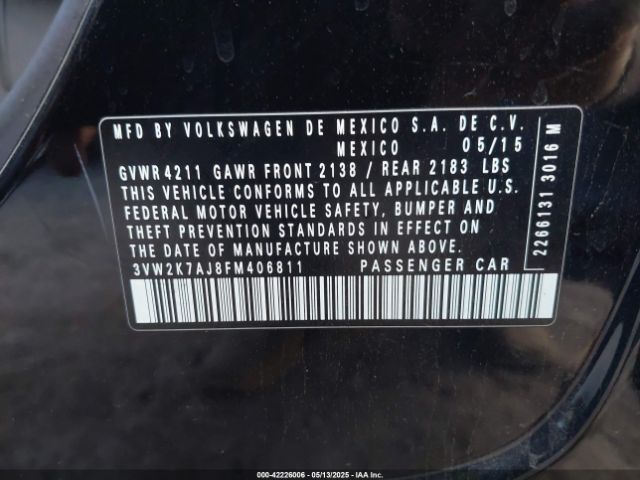 MFD BY VOLKSWAGEN DE MEXICO S.A. DE C.V.
MEXICO 05/15
GVWR 4211 GAWR FRONT 2138 / REAR 2183 LBS
THIS VEHICLE CONFORMS TO ALL APPLICABLE U.S.
FEDERAL MOTOR VEHICLE SAFETY, BUMPER AND
THEFT PREVENTION STANDARDS IN EFFECT ON
THE DATE OF MANUFACTURE SHOWN ABOVE.
3VW2K7AJ8FM406811 PASSENGER CAR
2266131 3016 M
000-42226006 - 05/13/2025 - IAAI.com